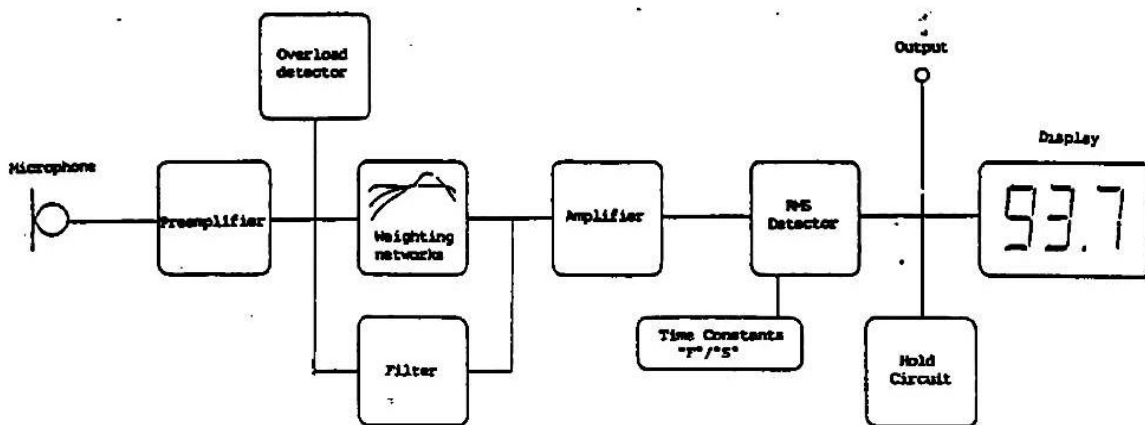 Overload
detector
Output
Display
Microphone
Preamplifier
Weighting
networks
Amplifier
RMS
Detector
93.7
Time Constants
"F"/"S"
Filter
Hold
Circuit